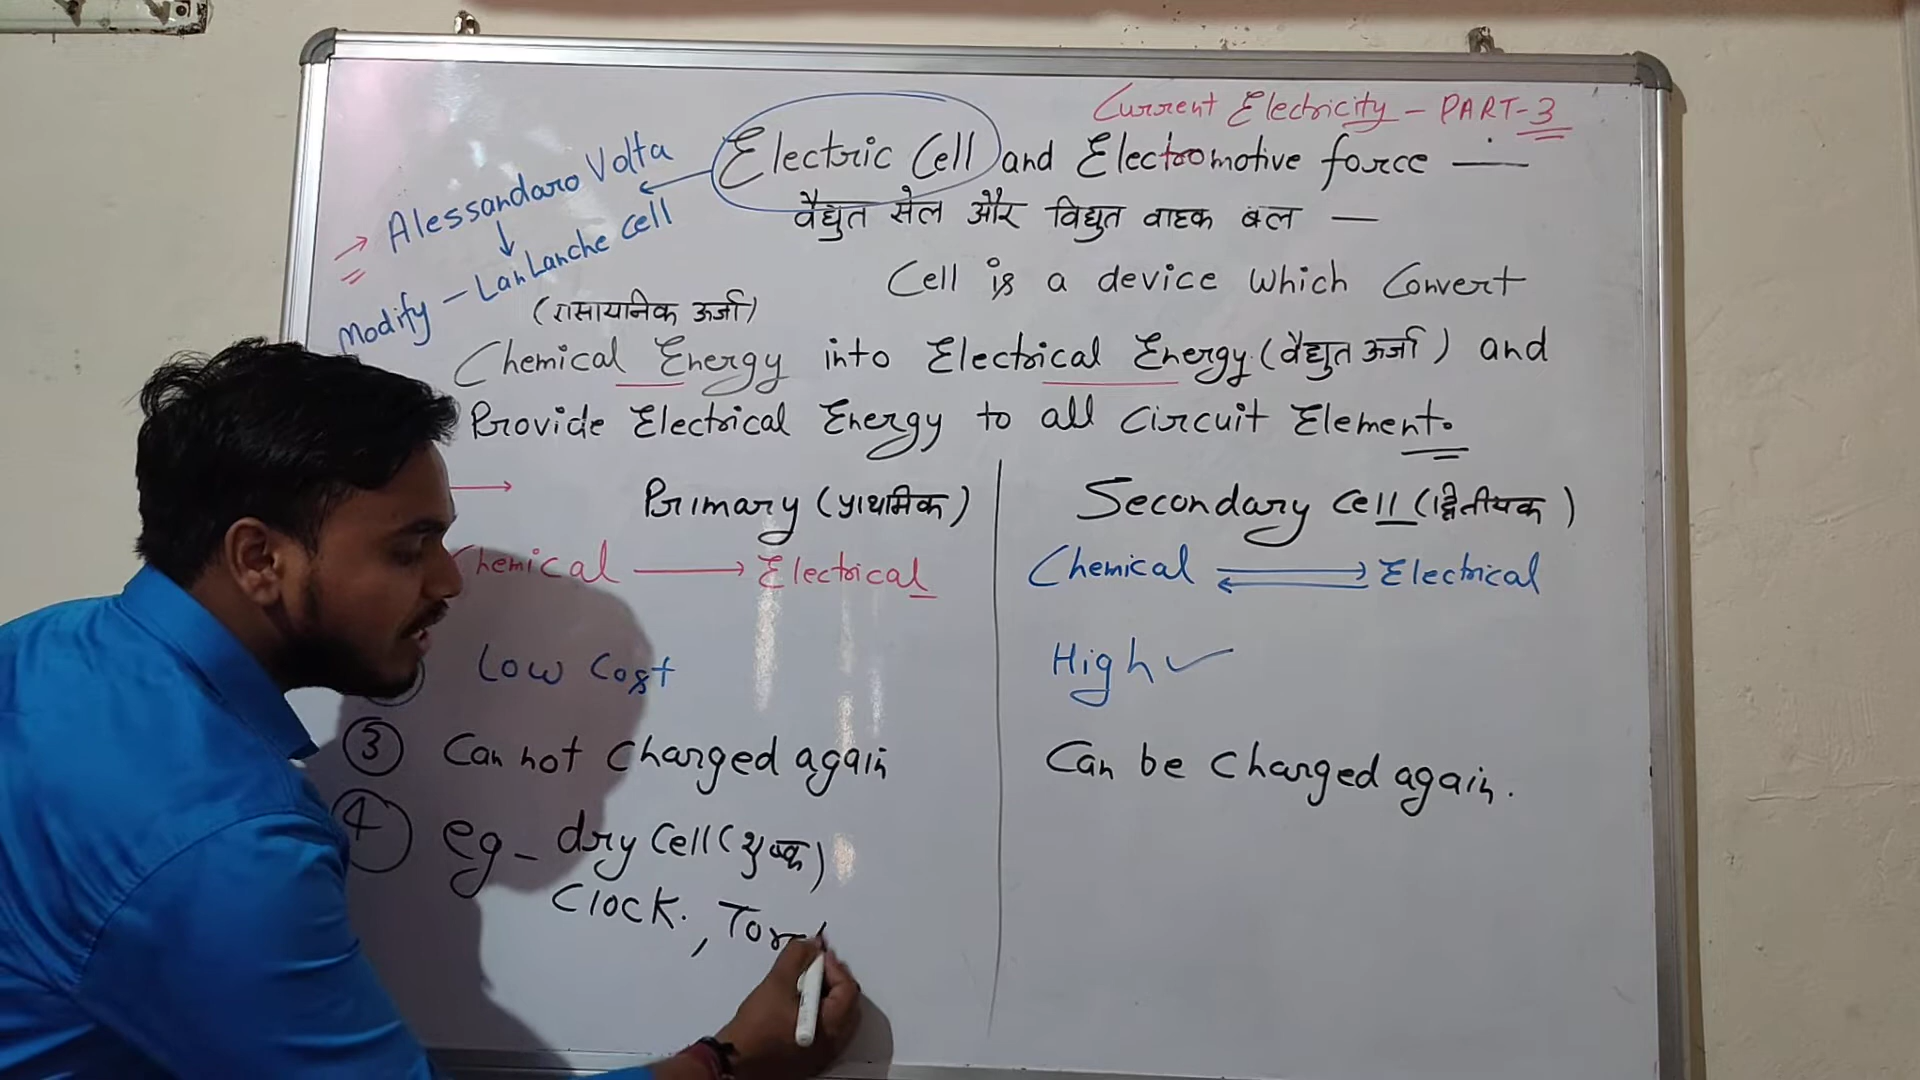 Current Electricity - PART-3
Electric Cell and Electromotive force —
वैद्युत सेल और विद्युत वाहक बल —
Alessandaro Volta
Modify - LanLanche cell
Cell is a device which Convert
(रासायनिक ऊर्जा)
Chemical Energy into Electrical Energy (वैद्युत ऊर्जा) and
Provide Electrical Energy to all Circuit Element.
Primary (प्राथमिक)
Secondary Cell (द्वितीयक)
Chemical → Electrical
Chemical ⇌ Electrical
Low Cost
High ✓
③ Can not Charged again
Can be Charged again.
④ eg - dry Cell (शुष्क)
Clock. ,